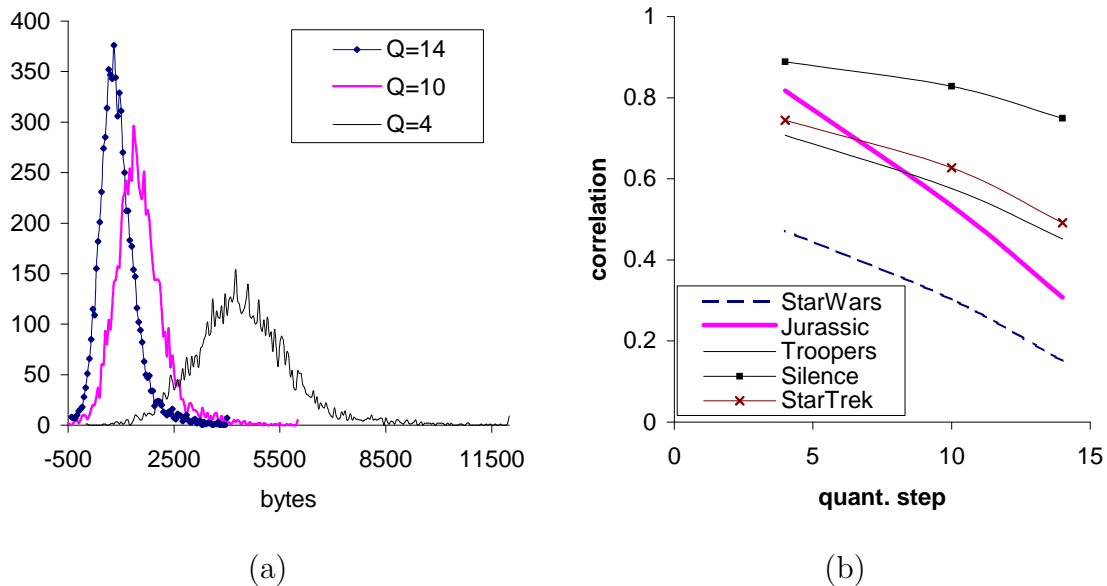 400
350
300
250
200
150
100
50
0
-500 2500 5500 8500 11500
bytes
Q=14
Q=10
Q=4
(a)
1
0.8
0.6
0.4
0.2
0
0 5 10 15
correlation
quant. step
StarWars
Jurassic
Troopers
Silence
StarTrek
(b)